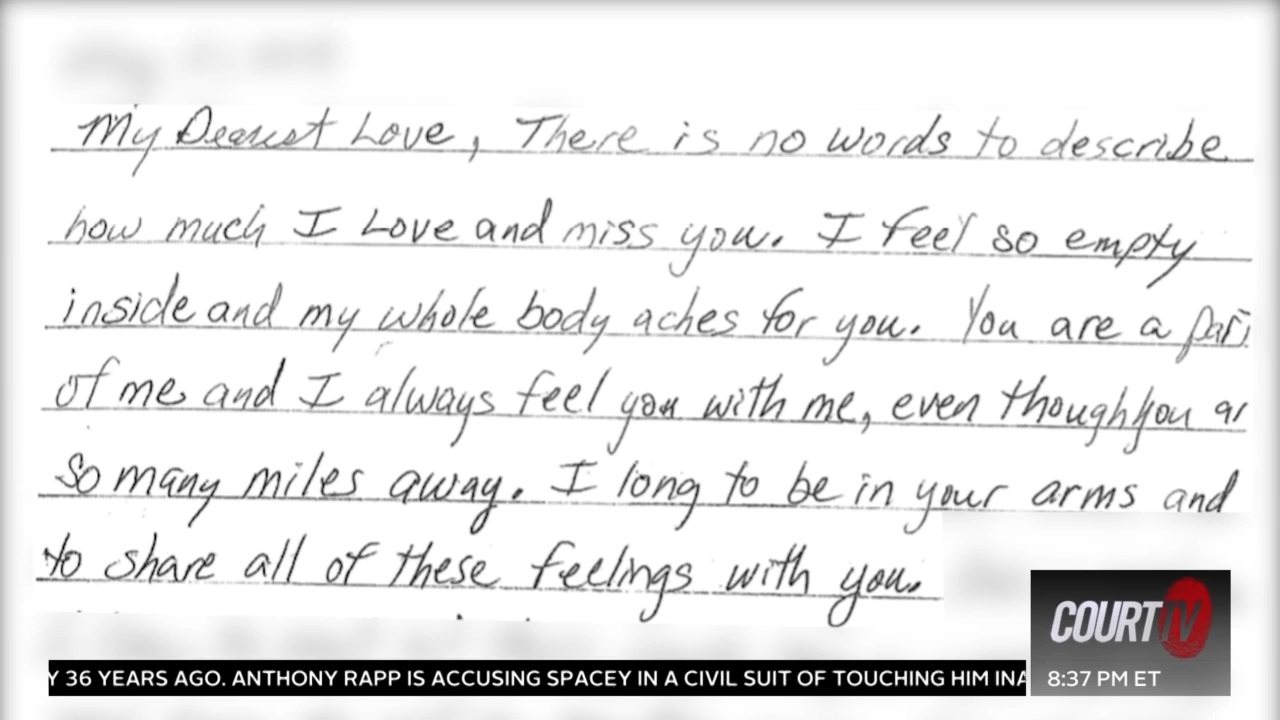 My Dearest Love, There is no words to describe
how much I Love and miss you. I feel so empty
inside and my whole body aches for you. You are a part
of me and I always feel you with me, even though you ar
so many miles away. I long to be in your arms and
to share all of these feelings with you.
COURT TV
Y 36 YEARS AGO. ANTHONY RAPP IS ACCUSING SPACEY IN A CIVIL SUIT OF TOUCHING HIM INA
8:37 PM ET